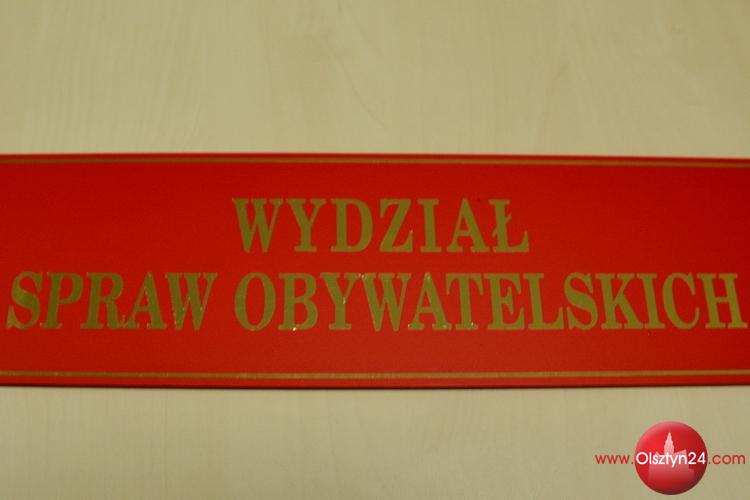 WYDZIAŁ
SPRAW OBYWATELSKICH
www.Olsztyn24.com